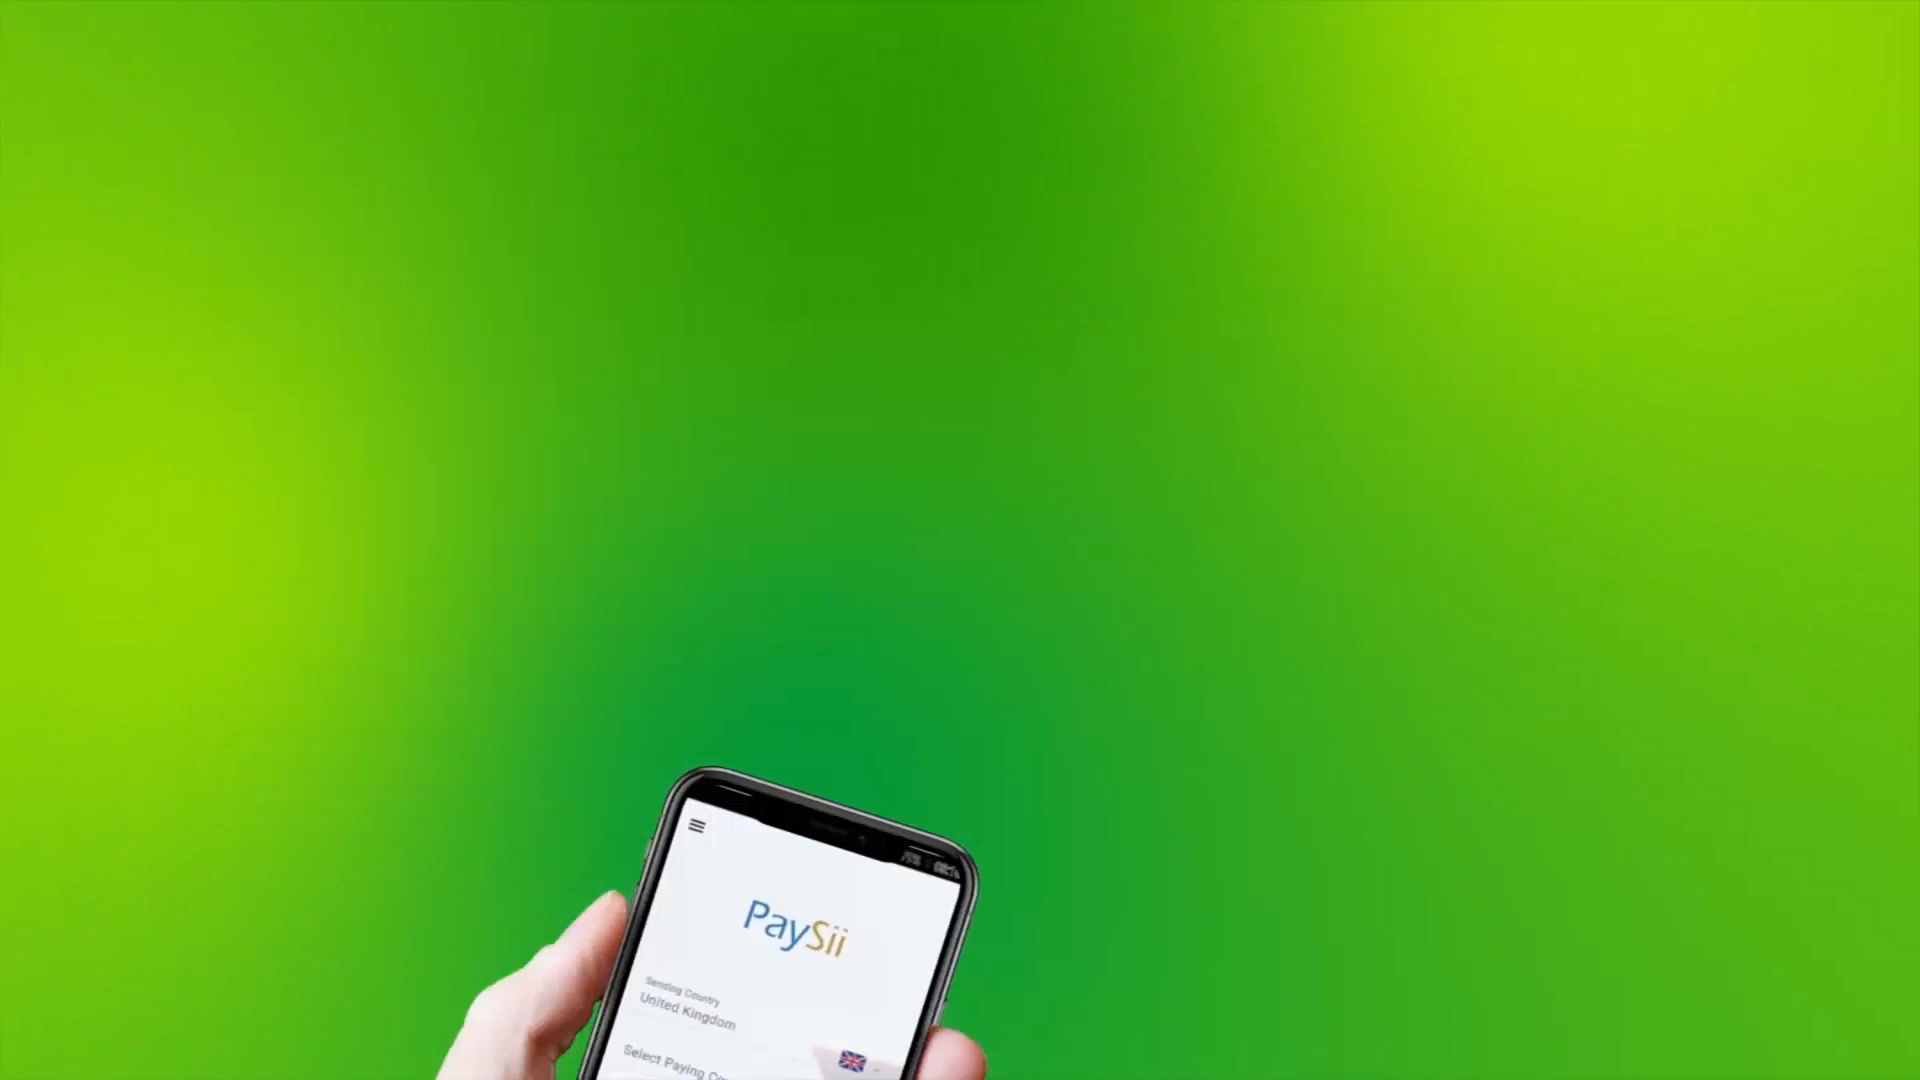 PaySii
Sending Country
United Kingdom
Select Paying